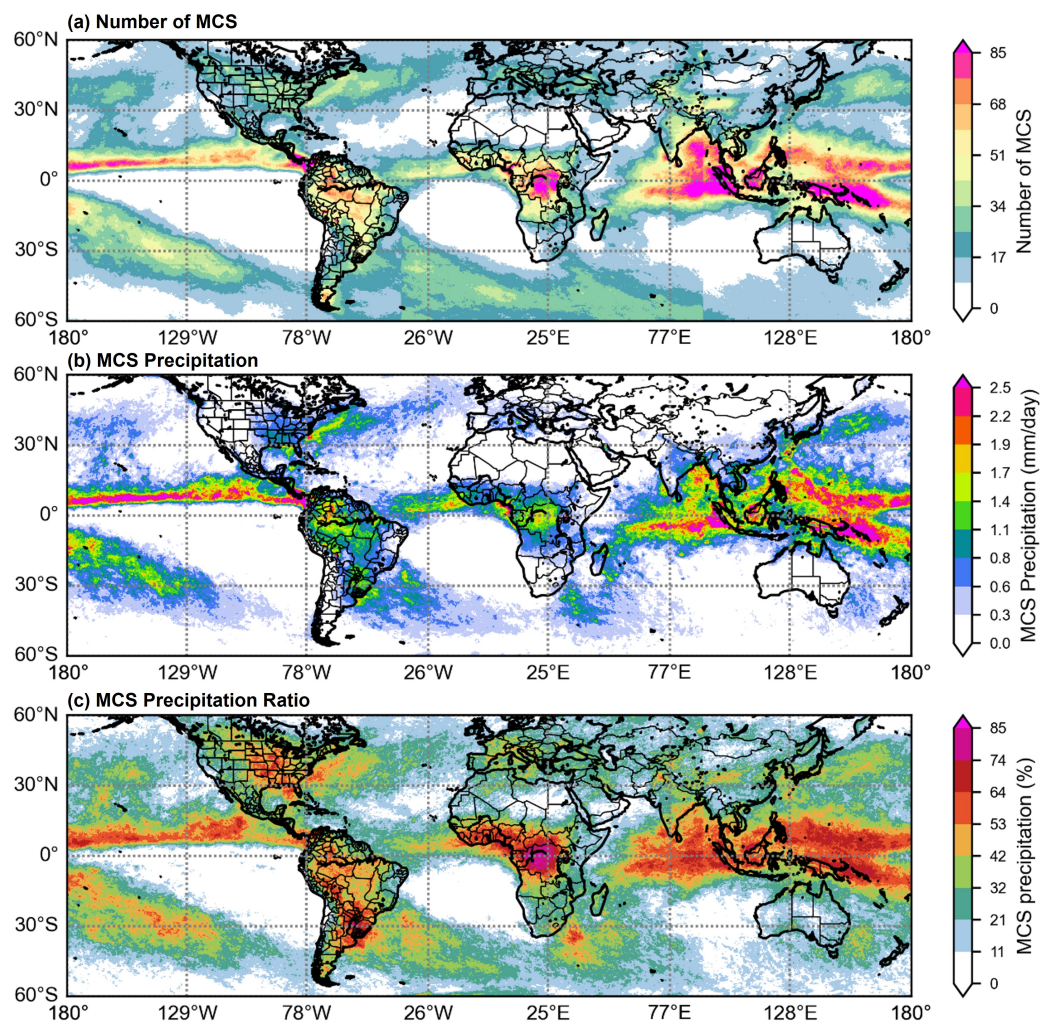 (a) Number of MCS
60°N
30°N
0°
30°S
60°S
180°
129°W
78°W
26°W
25°E
77°E
128°E
180°
85
68
51
34
17
0
Number of MCS
(b) MCS Precipitation
60°N
30°N
0°
30°S
60°S
180°
129°W
78°W
26°W
25°E
77°E
128°E
180°
2.5
2.2
1.9
1.7
1.4
1.1
0.8
0.6
0.3
0.0
MCS Precipitation (mm/day)
(c) MCS Precipitation Ratio
60°N
30°N
0°
30°S
60°S
180°
129°W
78°W
26°W
25°E
77°E
128°E
180°
85
74
64
53
42
32
21
11
0
MCS precipitation (%)